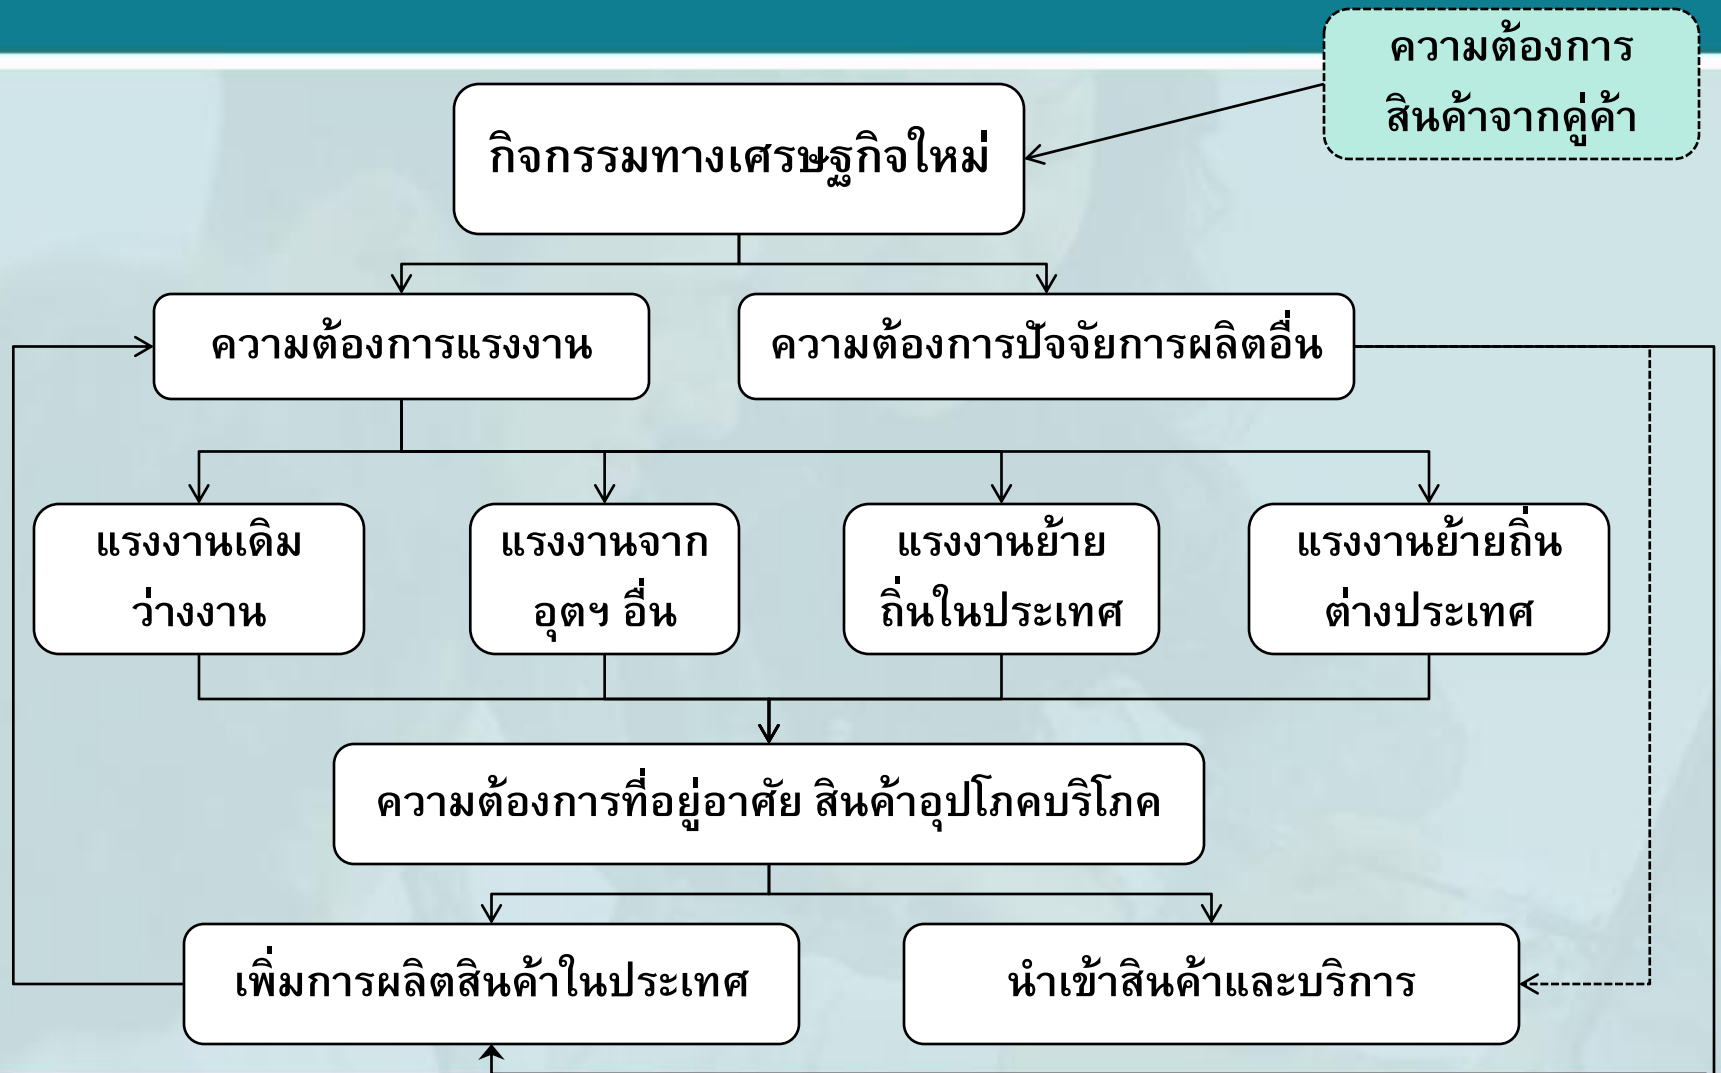 ความต้องการ
สินค้าจากคู่ค้า
กิจกรรมทางเศรษฐกิจใหม่
ความต้องการแรงงาน
ความต้องการปัจจัยการผลิตอื่น
แรงงานเดิม
ว่างงาน
แรงงานจาก
อุตฯ อื่น
แรงงานย้าย
ถิ่นในประเทศ
แรงงานย้ายถิ่น
ต่างประเทศ
ความต้องการที่อยู่อาศัย สินค้าอุปโภคบริโภค
เพิ่มการผลิตสินค้าในประเทศ
นำเข้าสินค้าและบริการ